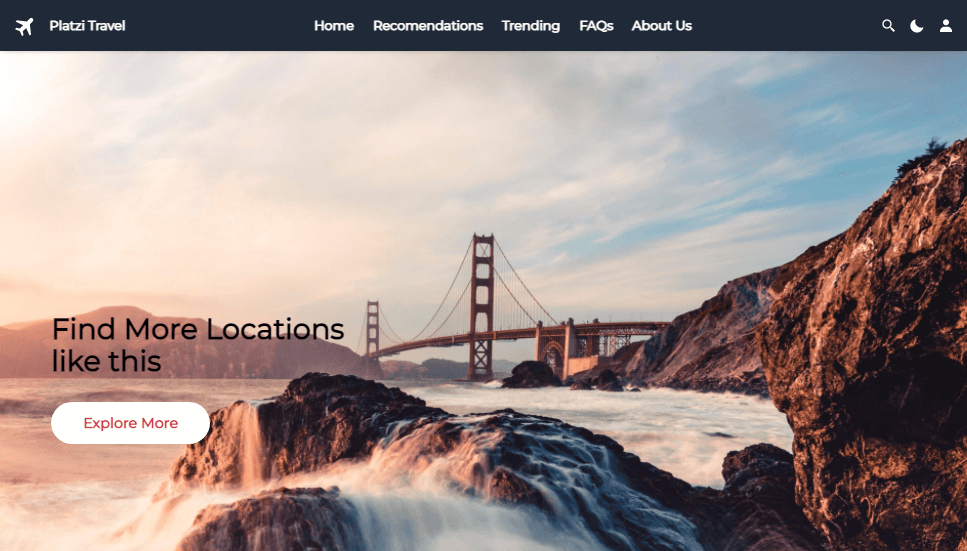 Platzi Travel
Home Recomendations Trending FAQs About Us
Find More Locations
like this
Explore More